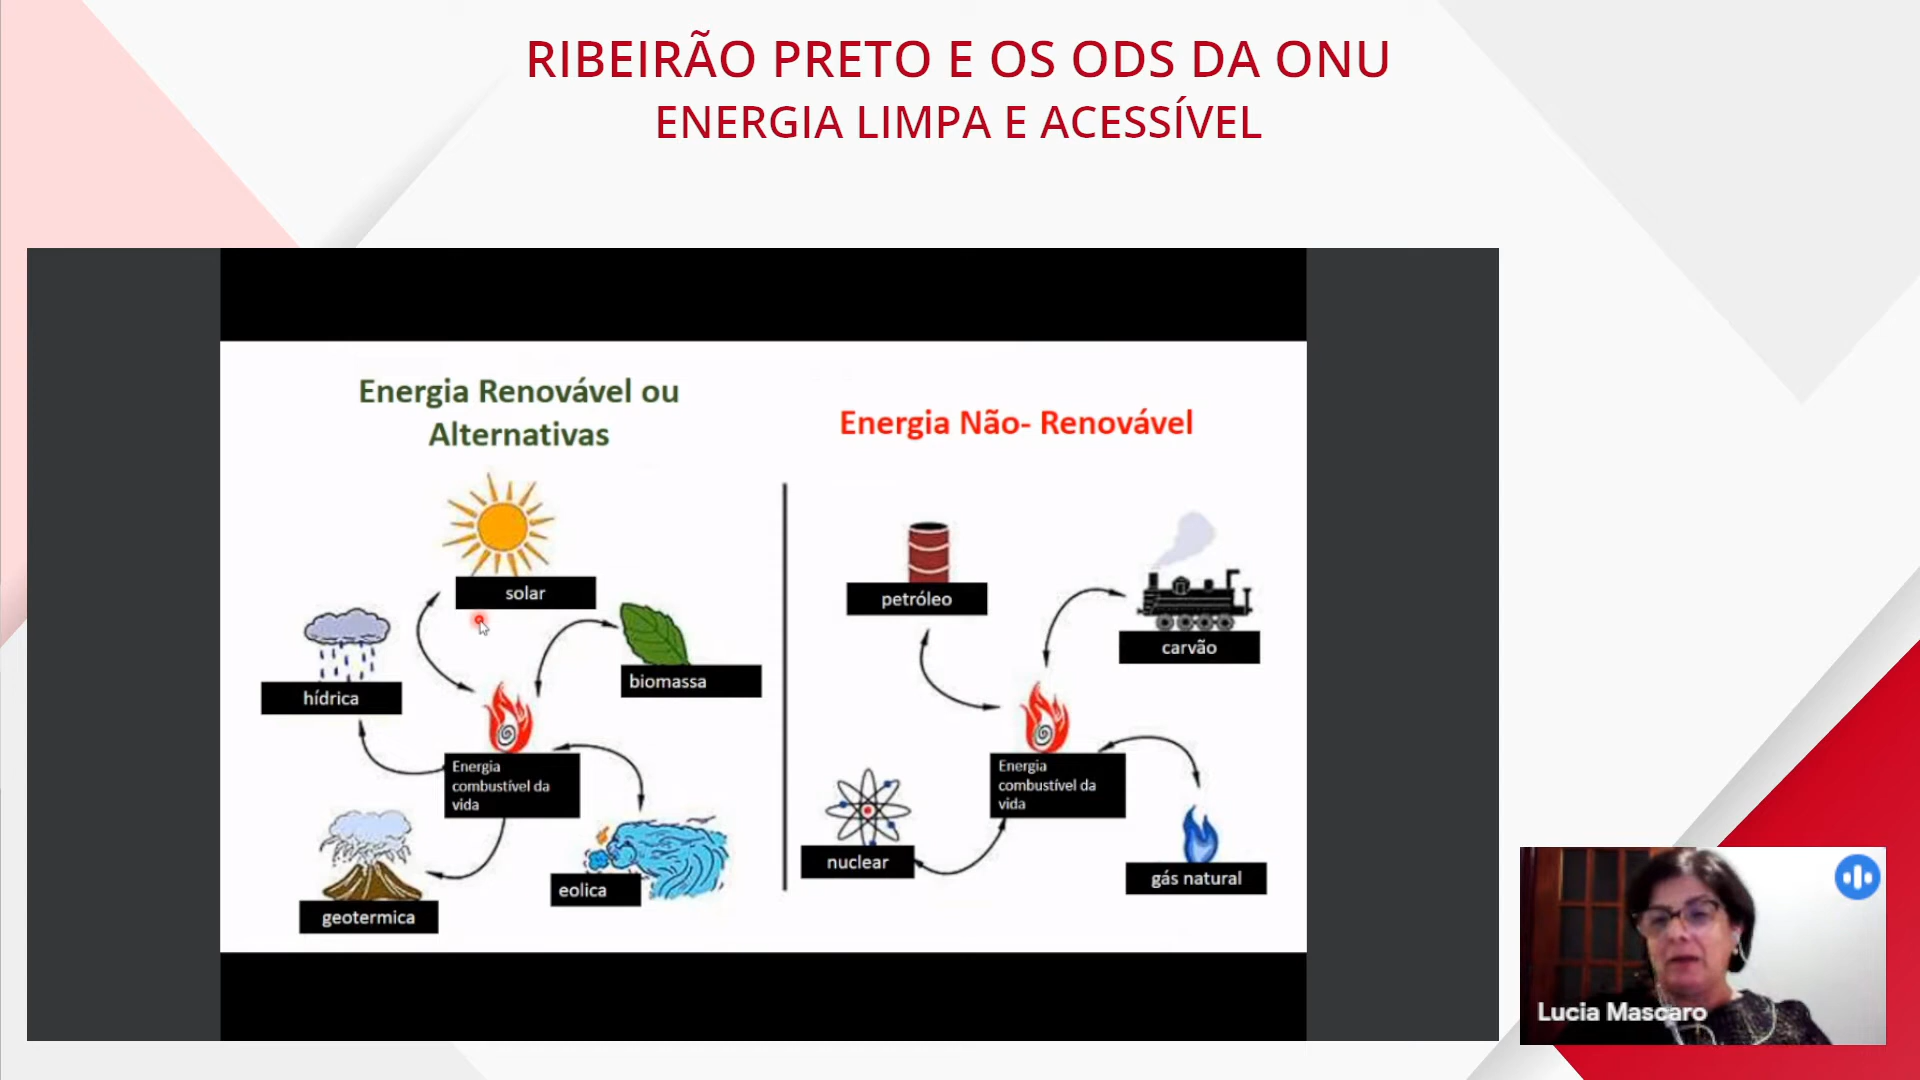 RIBEIRÃO PRETO E OS ODS DA ONU
ENERGIA LIMPA E ACESSÍVEL
Energia Renovável ou
Alternativas
solar
hídrica
biomassa
Energia
combustível da
vida
geotermica
eolica
Energia Não- Renovável
petróleo
carvão
Energia
combustível da
vida
nuclear
gás natural
Lucia Mascaro